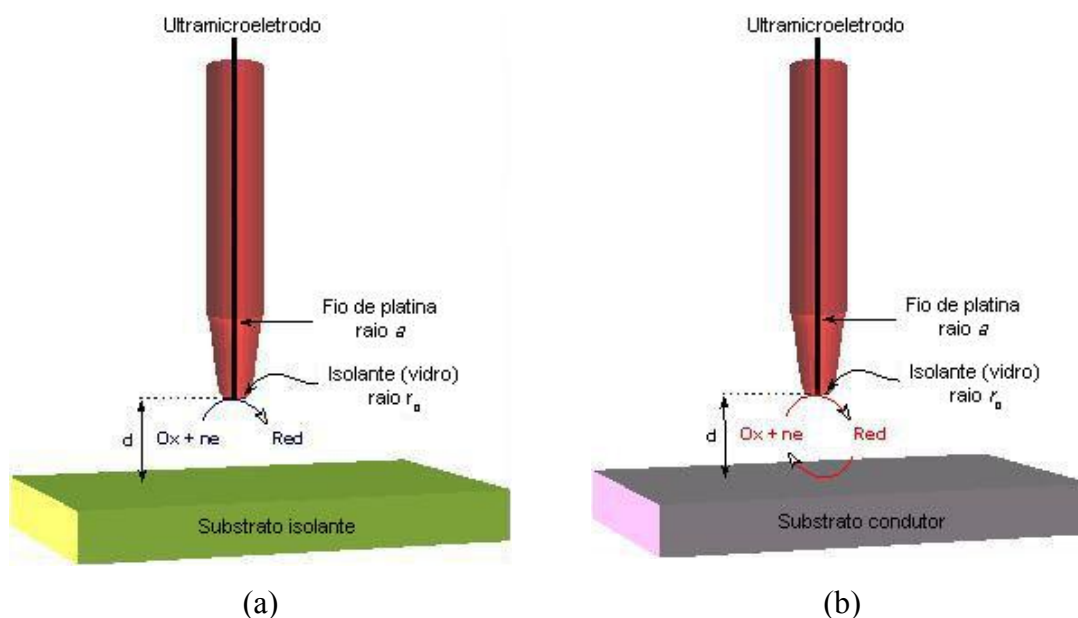 Ultramicroeletrodo
Fio de platina
raio a
Isolante (vidro)
raio r₀
d
Ox + ne
Red
Substrato isolante
(a)
Ultramicroeletrodo
Fio de platina
raio a
Isolante (vidro)
raio r₀
d
Ox + ne
Red
Substrato condutor
(b)